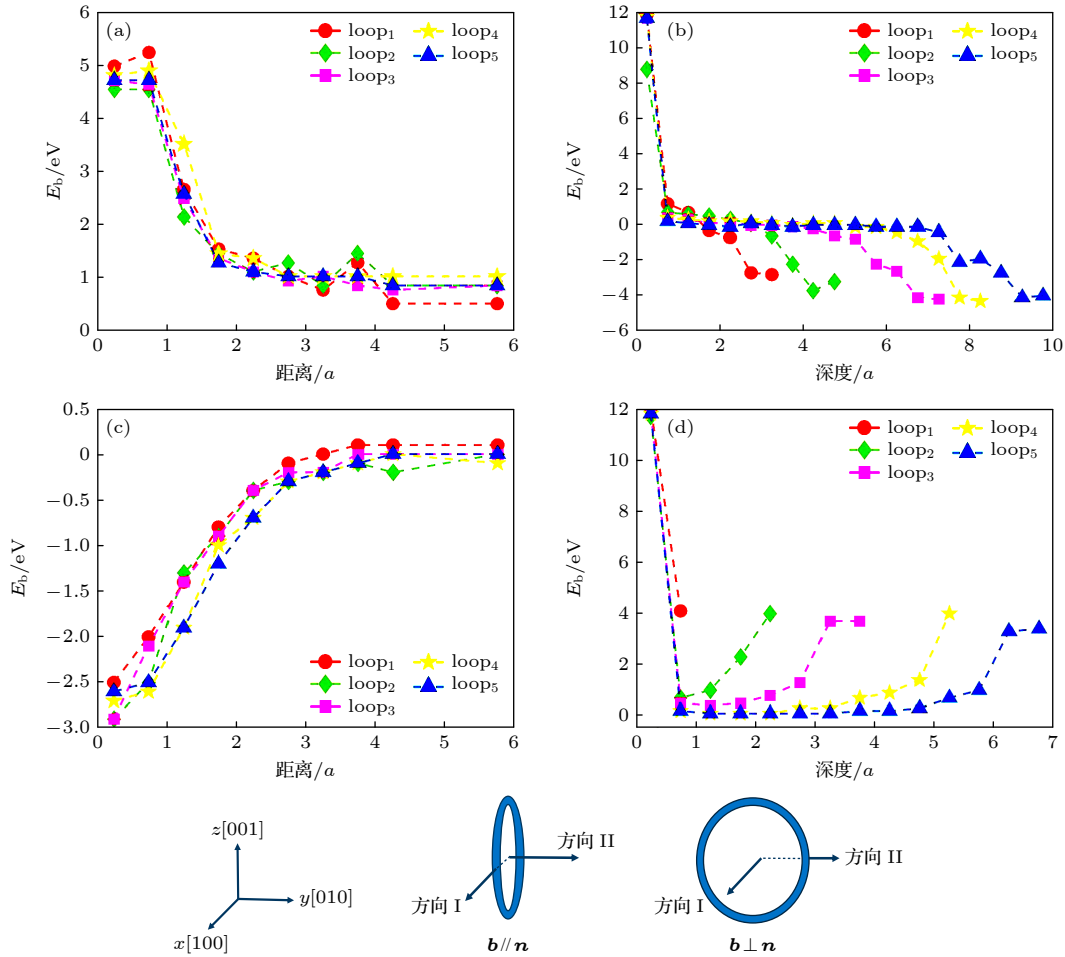 (a)
loop1
loop2
loop3
loop4
loop5
6
5
4
3
2
1
0
Eb/eV
0 1 2 3 4 5 6
距离/a
(b)
loop1
loop2
loop3
loop4
loop5
12
10
8
6
4
2
0
−2
−4
−6
Eb/eV
0 2 4 6 8 10
深度/a
(c)
loop1
loop2
loop3
loop4
loop5
0.5
0
−0.5
−1.0
−1.5
−2.0
−2.5
−3.0
Eb/eV
0 1 2 3 4 5 6
距离/a
(d)
loop1
loop2
loop3
loop4
loop5
12
10
8
6
4
2
0
Eb/eV
0 1 2 3 4 5 6 7
深度/a
z[001]
y[010]
x[100]
方向 II
方向 I
b//n
方向 II
方向 I
b⊥n